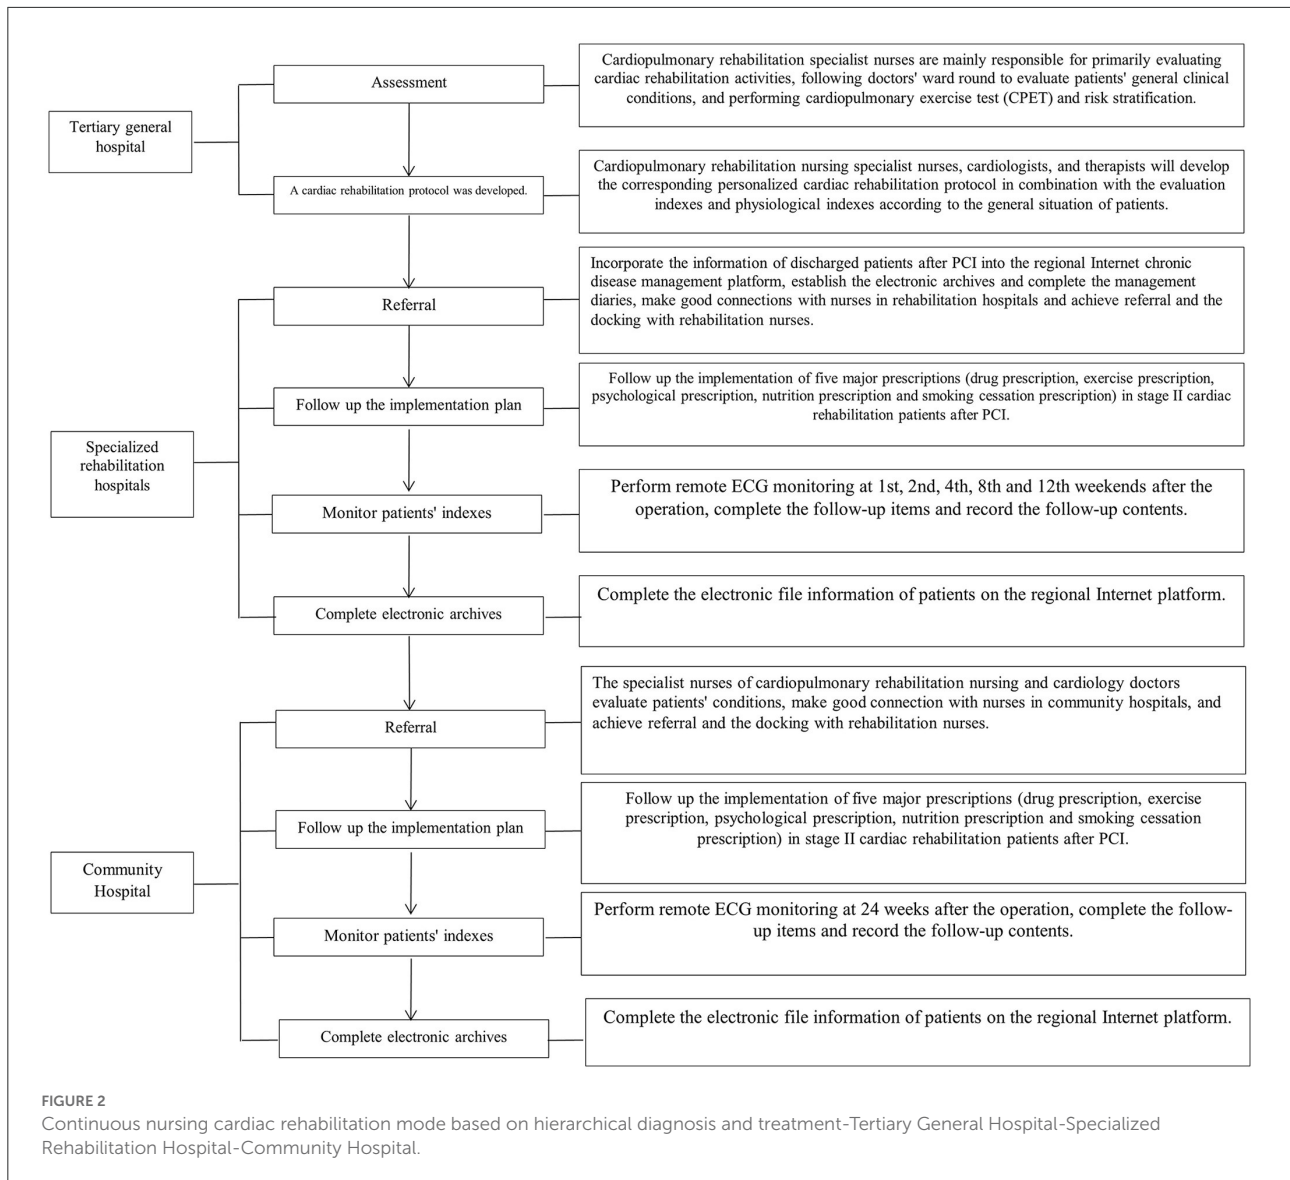 Tertiary general
hospital
Assessment
Cardiopulmonary rehabilitation specialist nurses are mainly responsible for primarily evaluating
cardiac rehabilitation activities, following doctors' ward round to evaluate patients' general clinical
conditions, and performing cardiopulmonary exercise test (CPET) and risk stratification.
A cardiac rehabilitation protocol was developed.
Cardiopulmonary rehabilitation nursing specialist nurses, cardiologists, and therapists will develop
the corresponding personalized cardiac rehabilitation protocol in combination with the evaluation
indexes and physiological indexes according to the general situation of patients.
Specialized
rehabilitation
hospitals
Referral
Incorporate the information of discharged patients after PCI into the regional Internet chronic
disease management platform, establish the electronic archives and complete the management
diaries, make good connections with nurses in rehabilitation hospitals and achieve referral and the
docking with rehabilitation nurses.
Follow up the implementation plan
Follow up the implementation of five major prescriptions (drug prescription, exercise prescription,
psychological prescription, nutrition prescription and smoking cessation prescription) in stage II cardiac
rehabilitation patients after PCI.
Monitor patients' indexes
Perform remote ECG monitoring at 1st, 2nd, 4th, 8th and 12th weekends after the
operation, complete the follow-up items and record the follow-up contents.
Complete electronic archives
Complete the electronic file information of patients on the regional Internet platform.
Community
Hospital
Referral
The specialist nurses of cardiopulmonary rehabilitation nursing and cardiology doctors
evaluate patients' conditions, make good connection with nurses in community hospitals, and
achieve referral and the docking with rehabilitation nurses.
Follow up the implementation plan
Follow up the implementation of five major prescriptions (drug prescription, exercise
prescription, psychological prescription, nutrition prescription and smoking cessation
prescription) in stage II cardiac rehabilitation patients after PCI.
Monitor patients' indexes
Perform remote ECG monitoring at 24 weeks after the operation, complete the follow-
up items and record the follow-up contents.
Complete electronic archives
Complete the electronic file information of patients on the regional Internet platform.
FIGURE 2
Continuous nursing cardiac rehabilitation mode based on hierarchical diagnosis and treatment-Tertiary General Hospital-Specialized
Rehabilitation Hospital-Community Hospital.